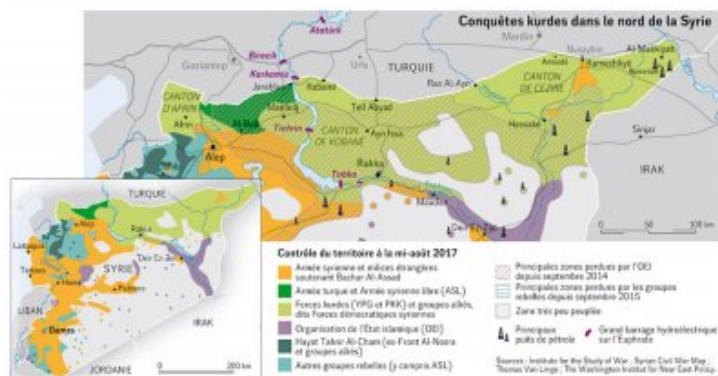 Conquêtes kurdes dans le nord de la Syrie
Atatürk
Mardin
Birecik
Gaziantep
Urfa
TURQUIE
Nusaybin
Al-Malikiyah
Karkamış
Jarablus
Kobané
Ras Al-Ayn
Amouda
Kameshliyé
CANTON
DE CEZIRE
CANTON
D'AFRIN
Afrin
Manbij
Al-Bab
Tell Abyad
Tichrin
CANTON
DE KOBANÉ
Ayn Issa
Hassaké
Sinjar
Alep
Rakka
Tabka
IRAK
Deir Ez-Zor
0
50
100 km
TURQUIE
Alep
Rakka
Lattaquié
Deir Ez-Zor
Tartous
Hama
SYRIE
Palmyre
LIBAN
Damas
IRAK
JORDANIE
200 km
Contrôle du territoire à la mi-août 2017
Armée syrienne et milices étrangères
soutenant Bachar Al-Assad
Armée turque et Armée syrienne libre (ASL)
Forces kurdes (YPG et PKK) et groupes alliés,
dits Forces démocratiques syriennes
Organisation de l'État islamique (OEI)
Hayat Tahrir Al-Cham (ex-Front Al-Nosra
et groupes alliés)
Autres groupes rebelles (y compris ASL)
Principales zones perdues par l'OEI
depuis septembre 2014
Principales zones perdues par les groupes
rebelles depuis septembre 2015
Zone très peu peuplée
Principaux
puits de pétrole
Grand barrage hydroélectrique
sur l'Euphrate
Sources : Institute for the Study of War ; Syrian Civil War Map ;
Thomas Van Linge ; The Washington Institut for Near East Policy.